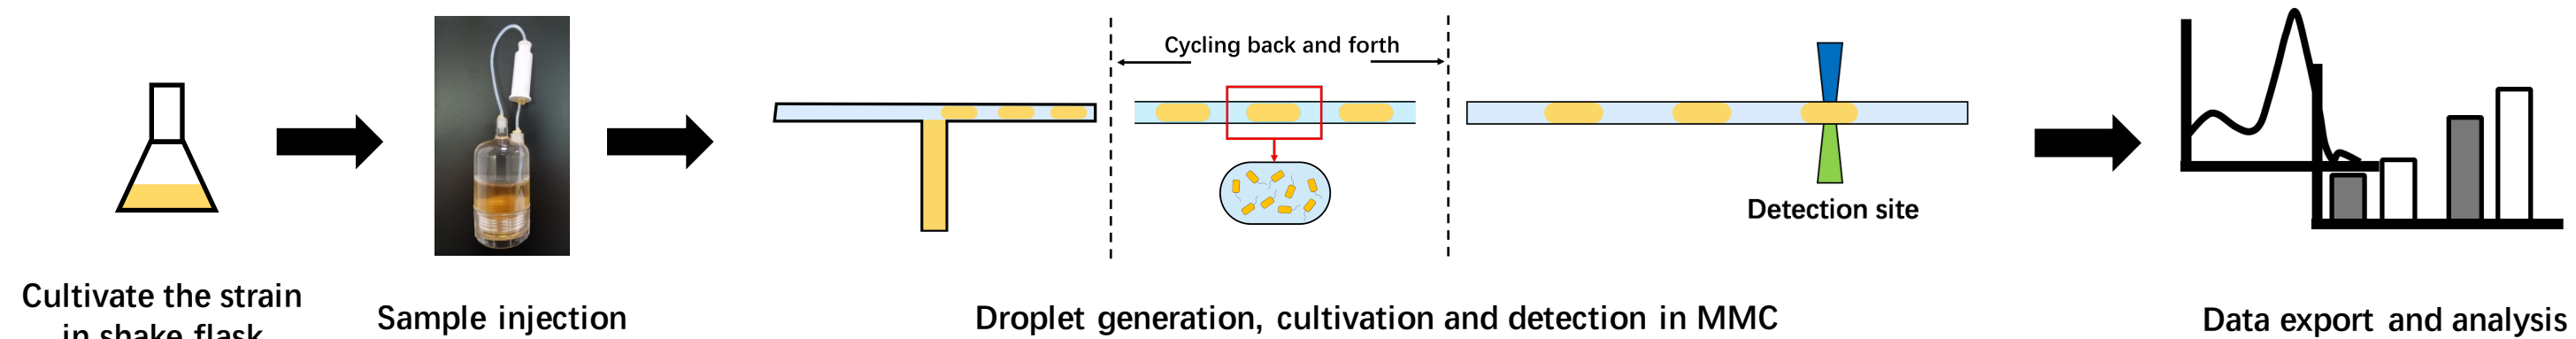 Cycling back and forth
Detection site
Cultivate the strain
in shake flask
Sample injection
Droplet generation, cultivation and detection in MMC
Data export and analysis